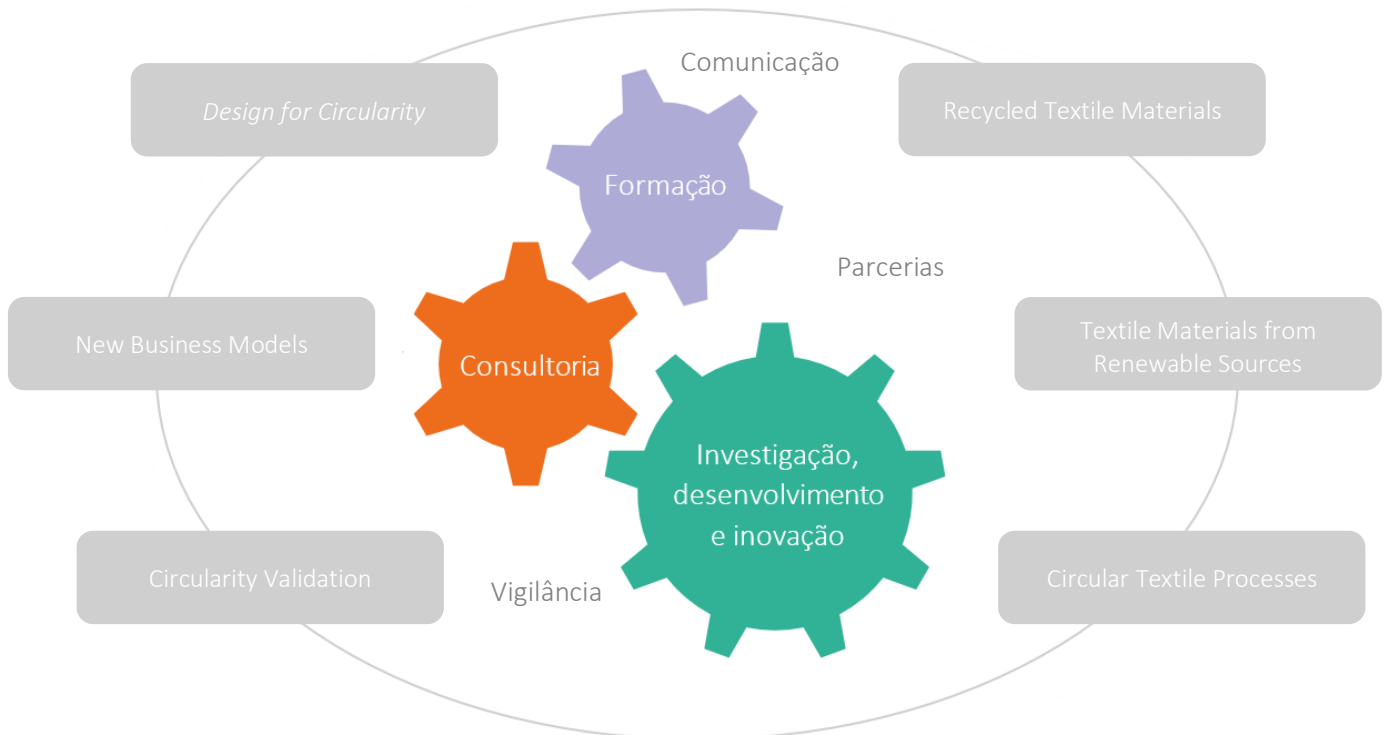 Comunicação
Design for Circularity
Recycled Textile Materials
Formação
Parcerias
New Business Models
Textile Materials from
Renewable Sources
Consultoria
Investigação,
desenvolvimento
e inovação
Circularity Validation
Vigilância
Circular Textile Processes